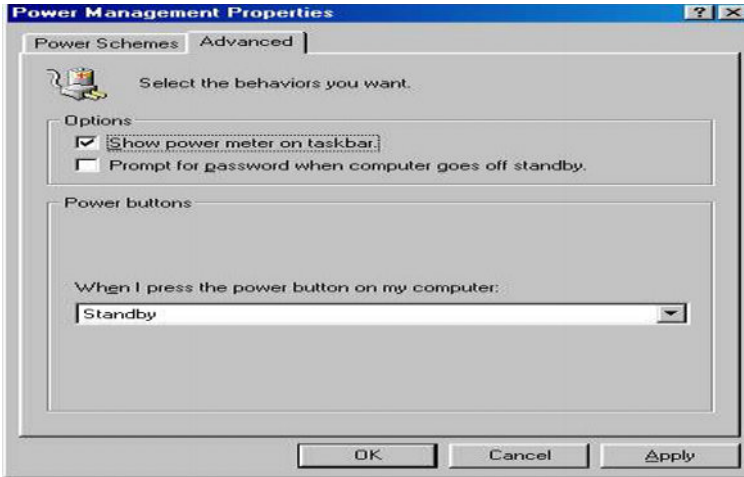 Power Management Properties
Power Schemes
Advanced
Select the behaviors you want.
Options
Show power meter on taskbar.
Prompt for password when computer goes off standby.
Power buttons
When I press the power button on my computer:
Standby
OK
Cancel
Apply